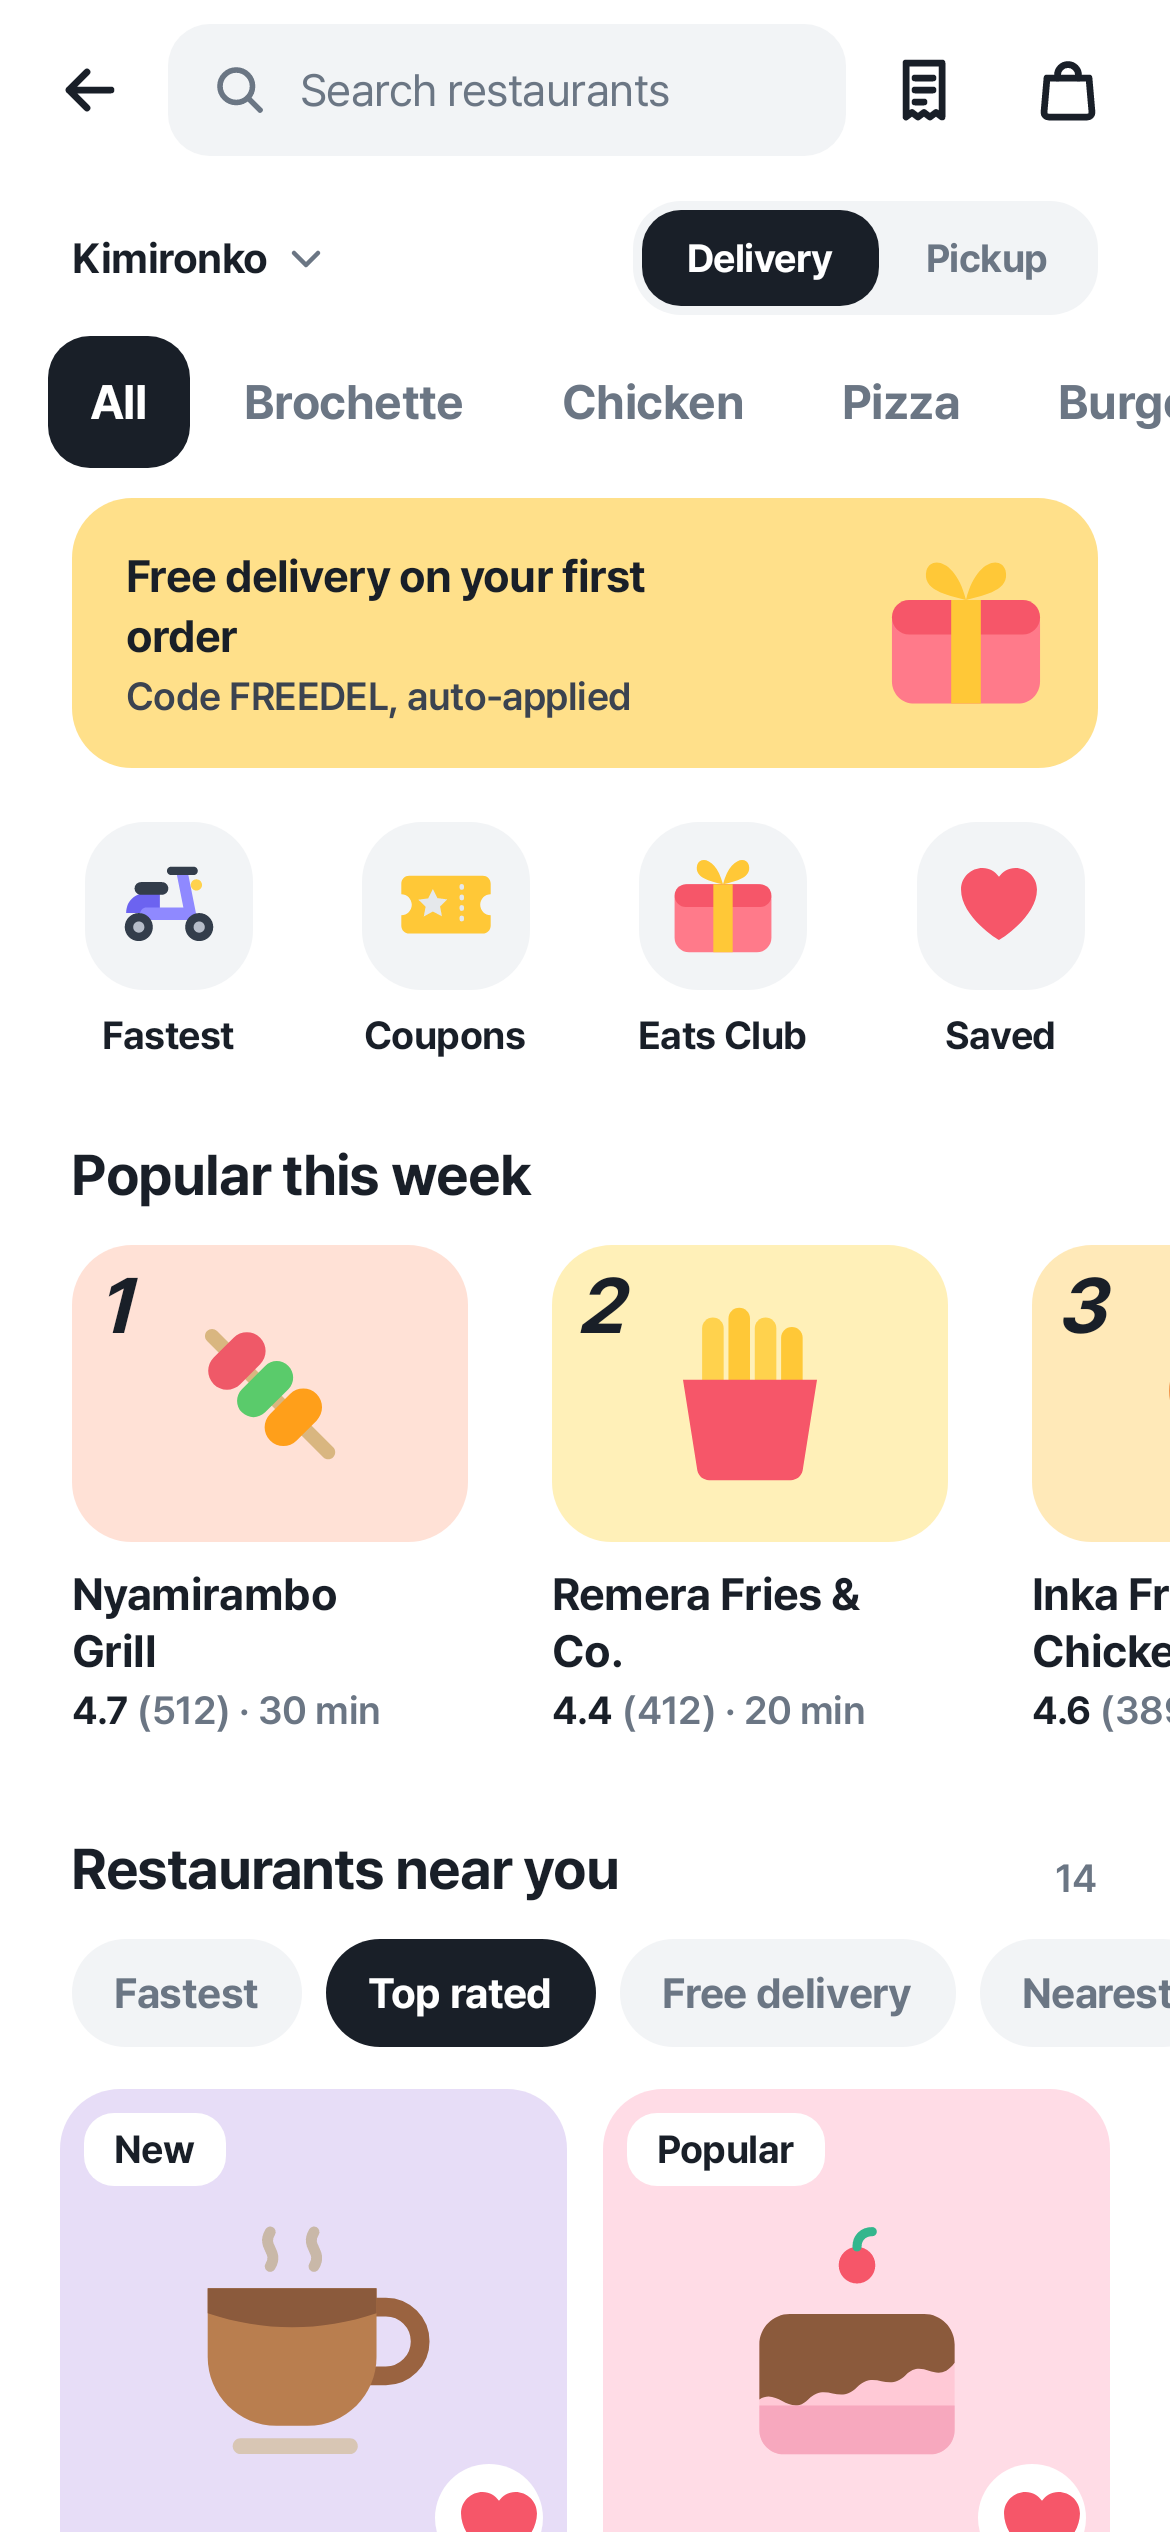 Search restaurants
Kimironko
Delivery Pickup
All Brochette Chicken Pizza
Free delivery on your first
order
Code FREEDEL, auto-applied
Fastest Coupons Eats Club Saved
Popular this week
1 2 3
Nyamirambo
Grill
4.7 (512) · 30 min
Remera Fries &
Co.
4.4 (412) · 20 min
Inka
4.6
Restaurants near you
14
Fastest Top rated Free delivery Nearest
New
Popular